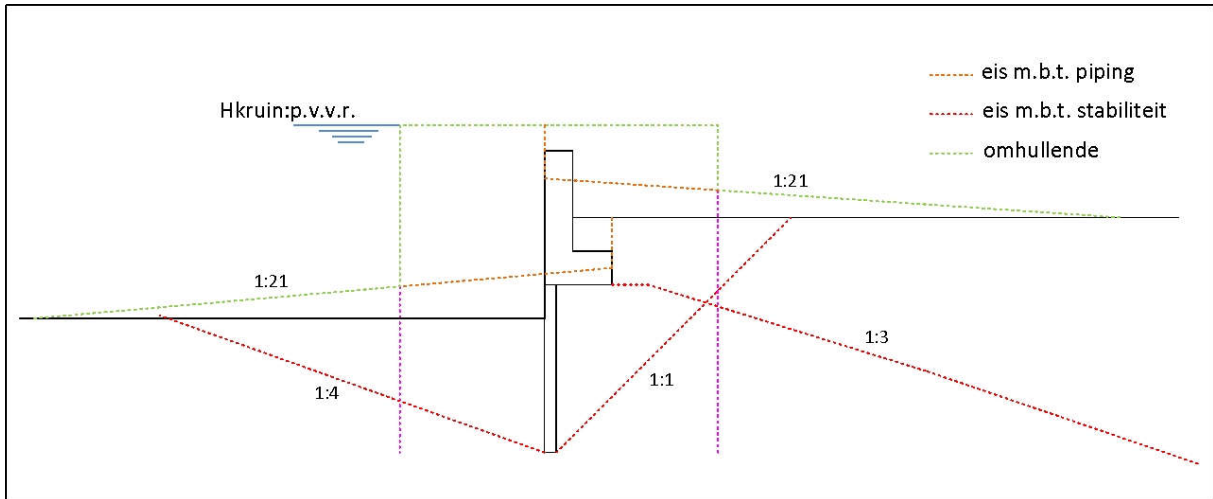 eis m.b.t. piping
Hkruin:p.v.v.r.
eis m.b.t. stabiliteit
omhullende
1:21
1:21
1:3
1:1
1:4